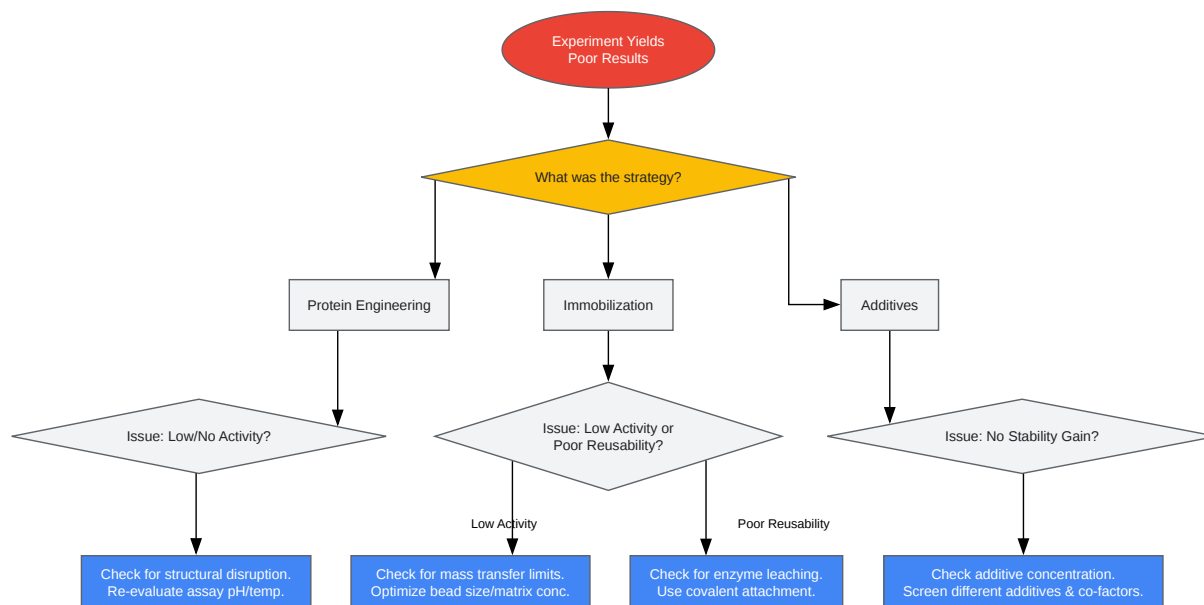 Experiment Yields
Poor Results
What was the strategy?
Protein Engineering
Immobilization
Additives
Issue: Low/No Activity?
Issue: Low Activity or
Poor Reusability?
Issue: No Stability Gain?
Low Activity
Poor Reusability
Check for structural disruption.
Re-evaluate assay pH/temp.
Check for mass transfer limits.
Optimize bead size/matrix conc.
Check for enzyme leaching.
Use covalent attachment.
Check additive concentration.
Screen different additives & co-factors.